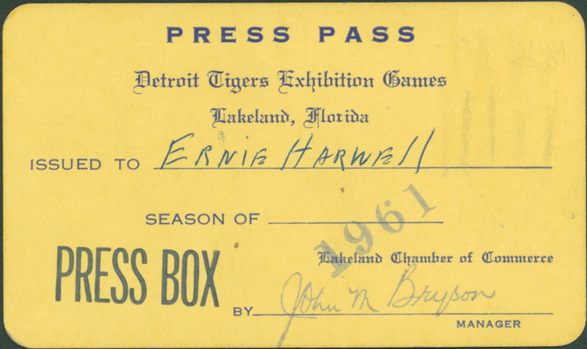 PRESS PASS
Detroit Tigers Exhibition Games
Lakeland, Florida
ISSUED TO ERNIE HARWELL
SEASON OF 1961
Lakeland Chamber of Commerce
PRESS BOX
BY John M Bryson
MANAGER